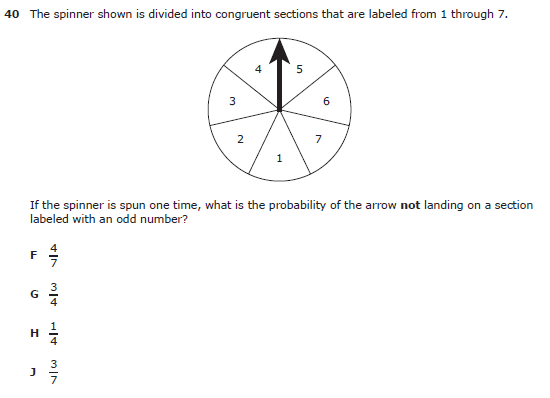 40 The spinner shown is divided into congruent sections that are labeled from 1 through 7.
4 5
3 6
2 7
1
If the spinner is spun one time, what is the probability of the arrow not landing on a section
labeled with an odd number?
F 4/7
G 3/4
H 1/4
J 3/7